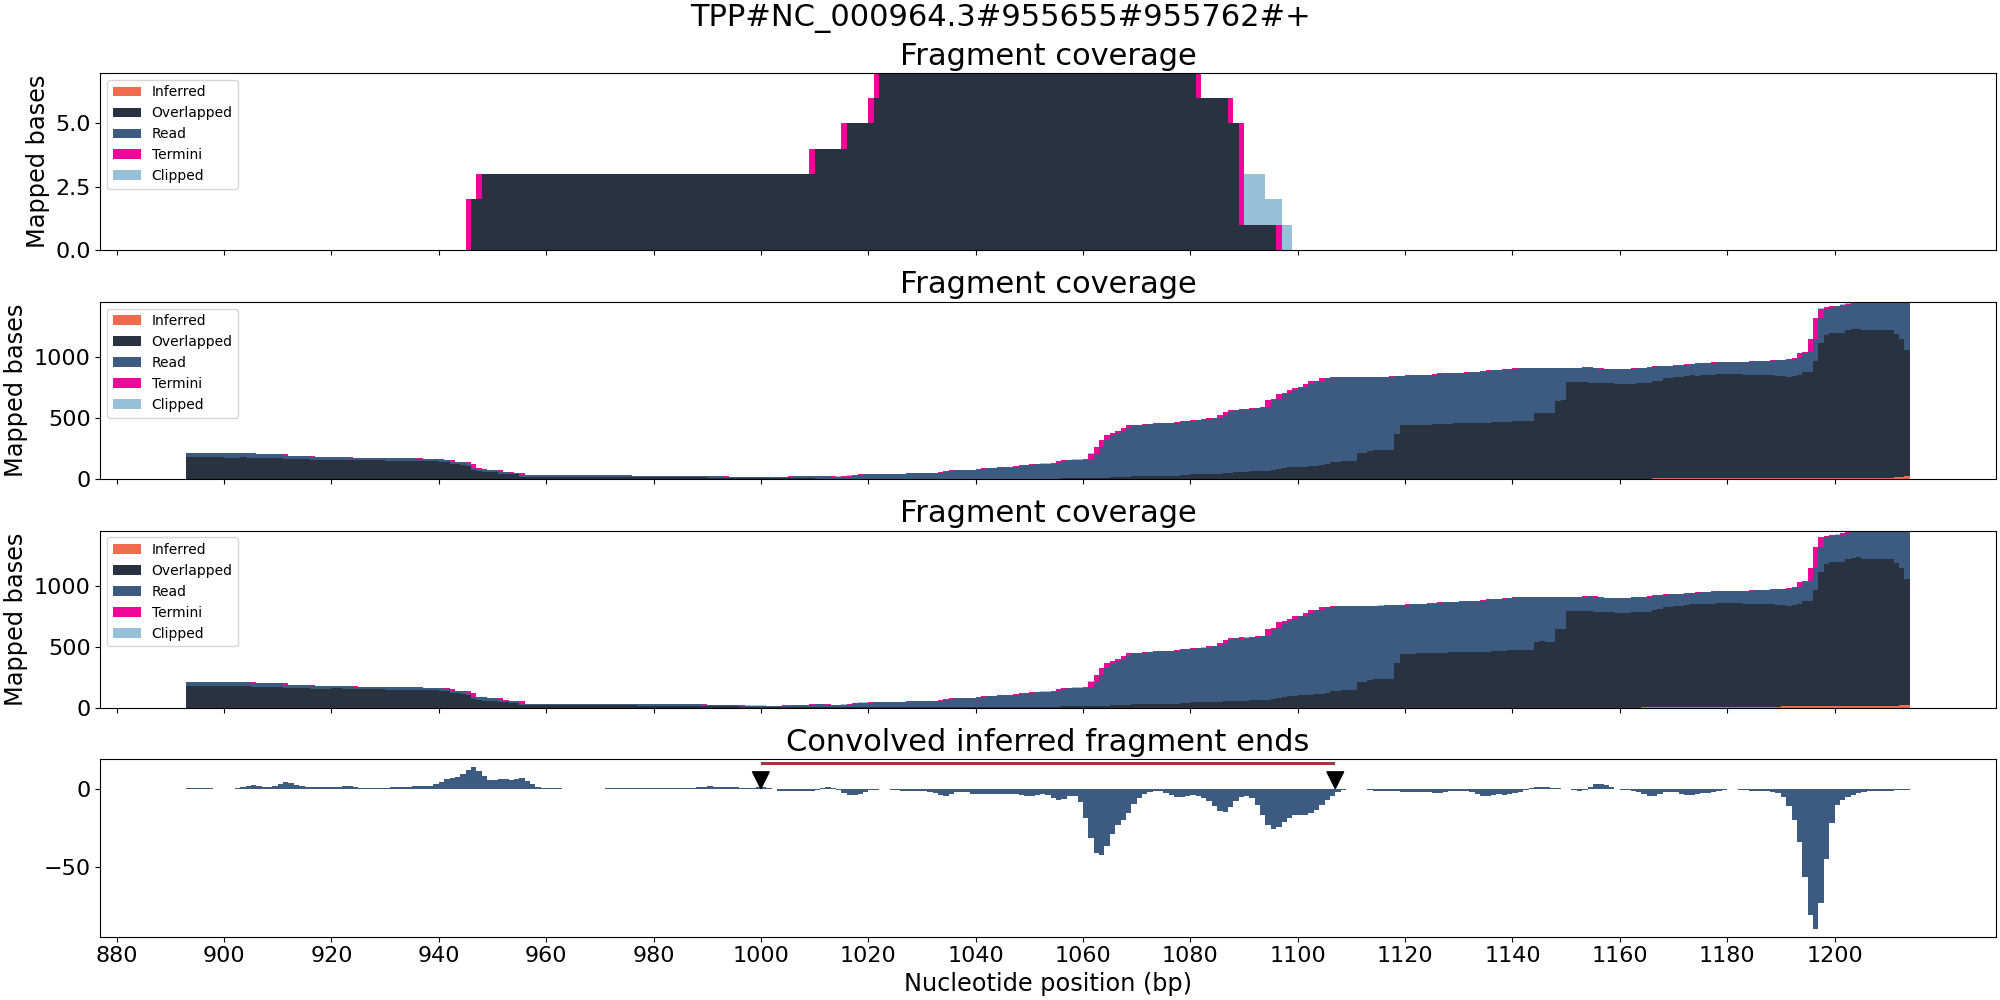 TPP#NC_000964.3#955655#955762#+
Fragment coverage
Mapped bases
5.0
2.5
0.0
Inferred
Overlapped
Read
Termini
Clipped
Fragment coverage
Mapped bases
1000
500
0
Inferred
Overlapped
Read
Termini
Clipped
Fragment coverage
Mapped bases
1000
500
0
Inferred
Overlapped
Read
Termini
Clipped
Convolved inferred fragment ends
0
−50
880 900 920 940 960 980 1000 1020 1040 1060 1080 1100 1120 1140 1160 1180 1200
Nucleotide position (bp)